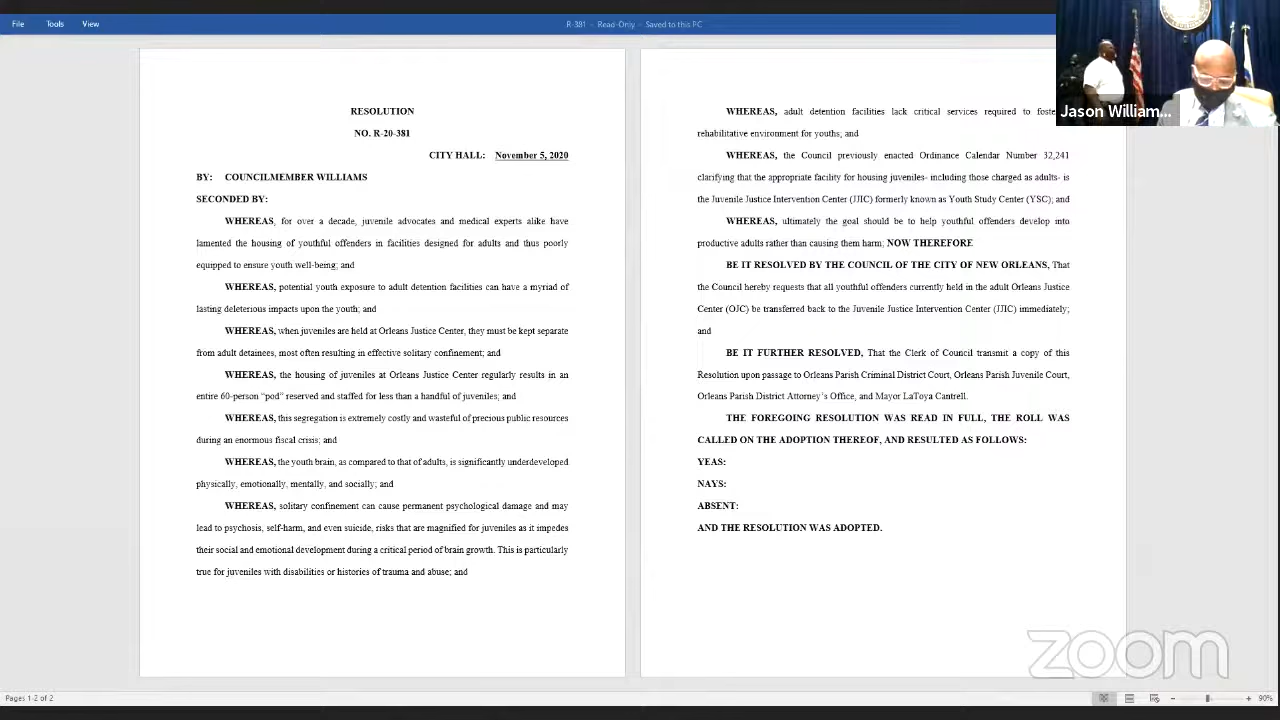 File Tools View
R-381 - Read-Only - Saved to this PC
RESOLUTION
NO. R-20-381
CITY HALL: November 5, 2020
BY: COUNCILMEMBER WILLIAMS
SECONDED BY:
WHEREAS, for over a decade, juvenile advocates and medical experts alike have
lamented the housing of youthful offenders in facilities designed for adults and thus poorly
equipped to ensure youth well-being; and
WHEREAS, potential youth exposure to adult detention facilities can have a myriad of
lasting deleterious impacts upon the youth; and
WHEREAS, when juveniles are held at Orleans Justice Center, they must be kept separate
from adult detainees, most often resulting in effective solitary confinement; and
WHEREAS, the housing of juveniles at Orleans Justice Center regularly results in an
entire 60-person “pod” reserved and staffed for less than a handful of juveniles; and
WHEREAS, this segregation is extremely costly and wasteful of precious public resources
during an enormous fiscal crisis; and
WHEREAS, the youth brain, as compared to that of adults, is significantly underdeveloped
physically, emotionally, mentally, and socially; and
WHEREAS, solitary confinement can cause permanent psychological damage and may
lead to psychosis, self-harm, and even suicide, risks that are magnified for juveniles as it impedes
their social and emotional development during a critical period of brain growth. This is particularly
true for juveniles with disabilities or histories of trauma and abuse; and
WHEREAS, adult detention facilities lack critical services required to foste
rehabilitative environment for youths; and
WHEREAS, the Council previously enacted Ordinance Calendar Number 32,241
clarifying that the appropriate facility for housing juveniles- including those charged as adults- is
the Juvenile Justice Intervention Center (JJIC) formerly known as Youth Study Center (YSC); and
WHEREAS, ultimately the goal should be to help youthful offenders develop into
productive adults rather than causing them harm; NOW THEREFORE
BE IT RESOLVED BY THE COUNCIL OF THE CITY OF NEW ORLEANS, That
the Council hereby requests that all youthful offenders currently held in the adult Orleans Justice
Center (OJC) be transferred back to the Juvenile Justice Intervention Center (JJIC) immediately;
and
BE IT FURTHER RESOLVED, That the Clerk of Council transmit a copy of this
Resolution upon passage to Orleans Parish Criminal District Court, Orleans Parish Juvenile Court,
Orleans Parish District Attorney’s Office, and Mayor LaToya Cantrell.
THE FOREGOING RESOLUTION WAS READ IN FULL, THE ROLL WAS
CALLED ON THE ADOPTION THEREOF, AND RESULTED AS FOLLOWS:
YEAS:
NAYS:
ABSENT:
AND THE RESOLUTION WAS ADOPTED.
Jason William...
zoom
Pages 1-2 of 2
90%